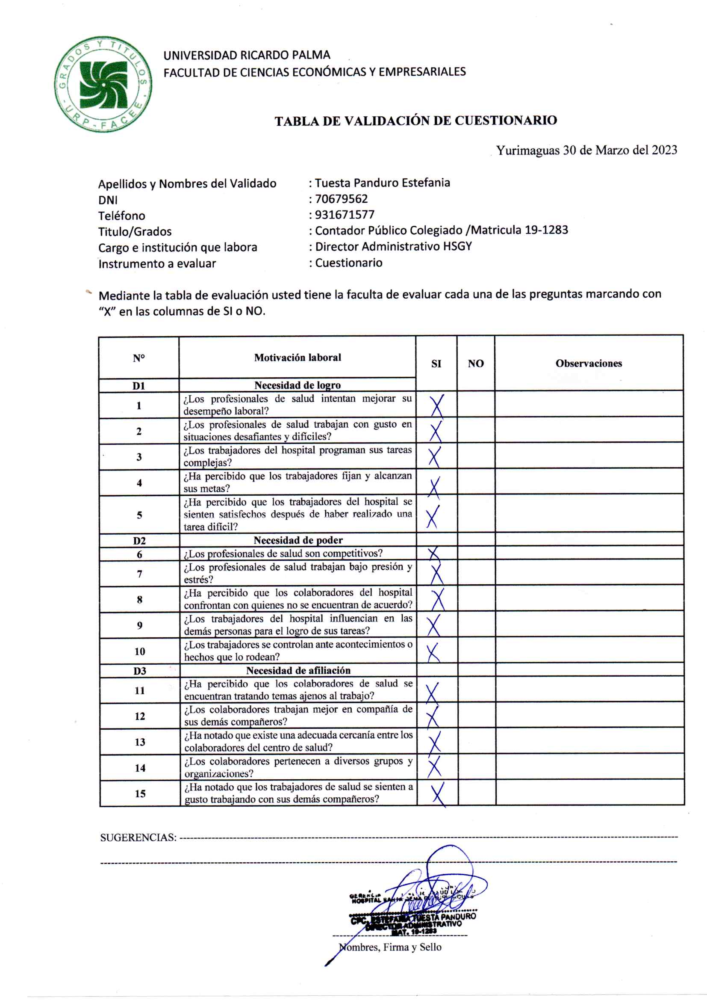 GRADOS Y TITULOS
- URP - FACEE -
UNIVERSIDAD RICARDO PALMA
FACULTAD DE CIENCIAS ECONÓMICAS Y EMPRESARIALES
TABLA DE VALIDACIÓN DE CUESTIONARIO
Yurimaguas 30 de Marzo del 2023
Apellidos y Nombres del Validado : Tuesta Panduro Estefania
DNI : 70679562
Teléfono : 931671577
Titulo/Grados : Contador Público Colegiado /Matricula 19-1283
Cargo e institución que labora : Director Administrativo HSGY
Instrumento a evaluar : Cuestionario
Mediante la tabla de evaluación usted tiene la faculta de evaluar cada una de las preguntas marcando con
“X” en las columnas de SI o NO.
N° Motivación laboral SI NO Observaciones
D1 Necesidad de logro
1 ¿Los profesionales de salud intentan mejorar su X
desempeño laboral?
2 ¿Los profesionales de salud trabajan con gusto en X
situaciones desafiantes y difíciles?
3 ¿Los trabajadores del hospital programan sus tareas X
complejas?
4 ¿Ha percibido que los trabajadores fijan y alcanzan X
sus metas?
¿Ha percibido que los trabajadores del hospital se
5 sienten satisfechos después de haber realizado una X
tarea difícil?
D2 Necesidad de poder
6 ¿Los profesionales de salud son competitivos? X
7 ¿Los profesionales de salud trabajan bajo presión y X
estrés?
8 ¿Ha percibido que los colaboradores del hospital X
confrontan con quienes no se encuentran de acuerdo?
9 ¿Los trabajadores del hospital influencian en las X
demás personas para el logro de sus tareas?
10 ¿Los trabajadores se controlan ante acontecimientos o X
hechos que lo rodean?
D3 Necesidad de afiliación
11 ¿Ha percibido que los colaboradores de salud se X
encuentran tratando temas ajenos al trabajo?
12 ¿Los colaboradores trabajan mejor en compañía de X
sus demás compañeros?
13 ¿Ha notado que existe una adecuada cercanía entre los X
colaboradores del centro de salud?
14 ¿Los colaboradores pertenecen a diversos grupos y X
organizaciones?
15 ¿Ha notado que los trabajadores de salud se sienten a X
gusto trabajando con sus demás compañeros?
SUGERENCIAS:
GERENCIA
HOSPITAL SANTA GEMA DE YURIMAGUAS
CPC. ESTEFANIA TUESTA PANDURO
DIRECTOR ADMINISTRATIVO
MAT. 19-1283
Nombres, Firma y Sello